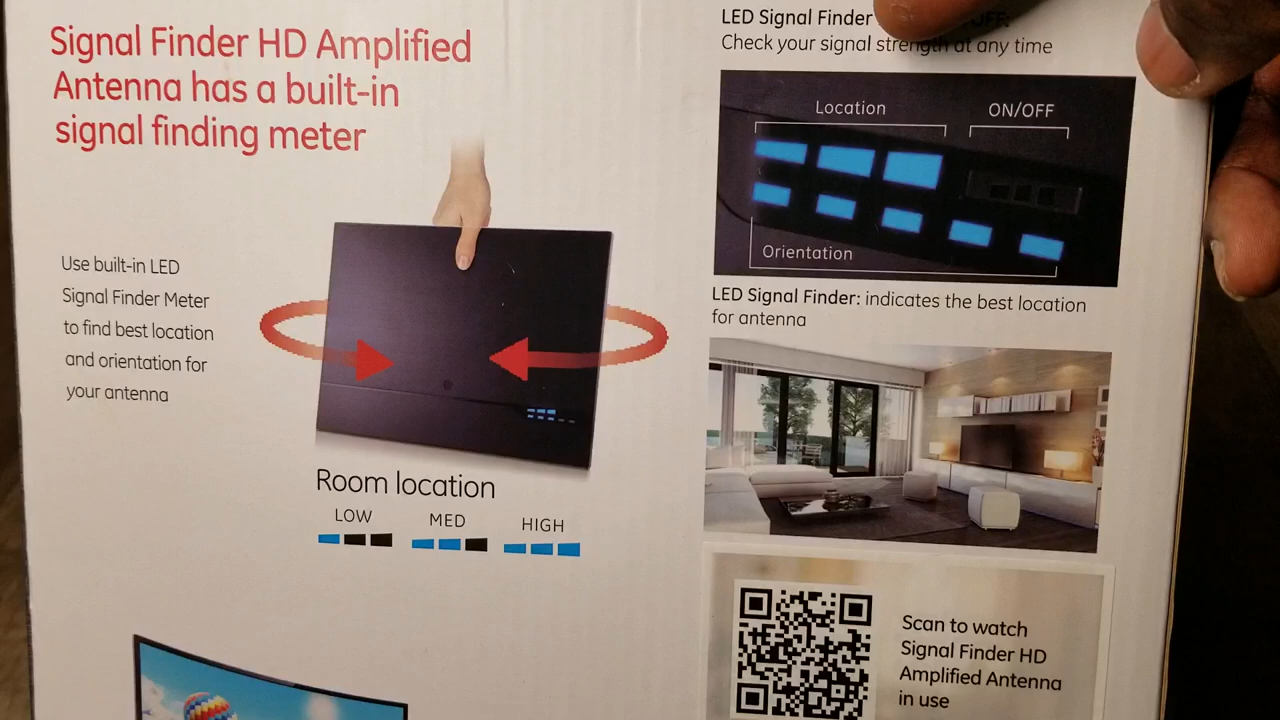 Signal Finder HD Amplified
Antenna has a built-in
signal finding meter
Use built-in LED
Signal Finder Meter
to find best location
and orientation for
your antenna
Room location
LOW MED HIGH
LED Signal Finder OFF:
Check your signal strength at any time
Location ON/OFF
Orientation
LED Signal Finder: indicates the best location
for antenna
Scan to watch
Signal Finder HD
Amplified Antenna
in use